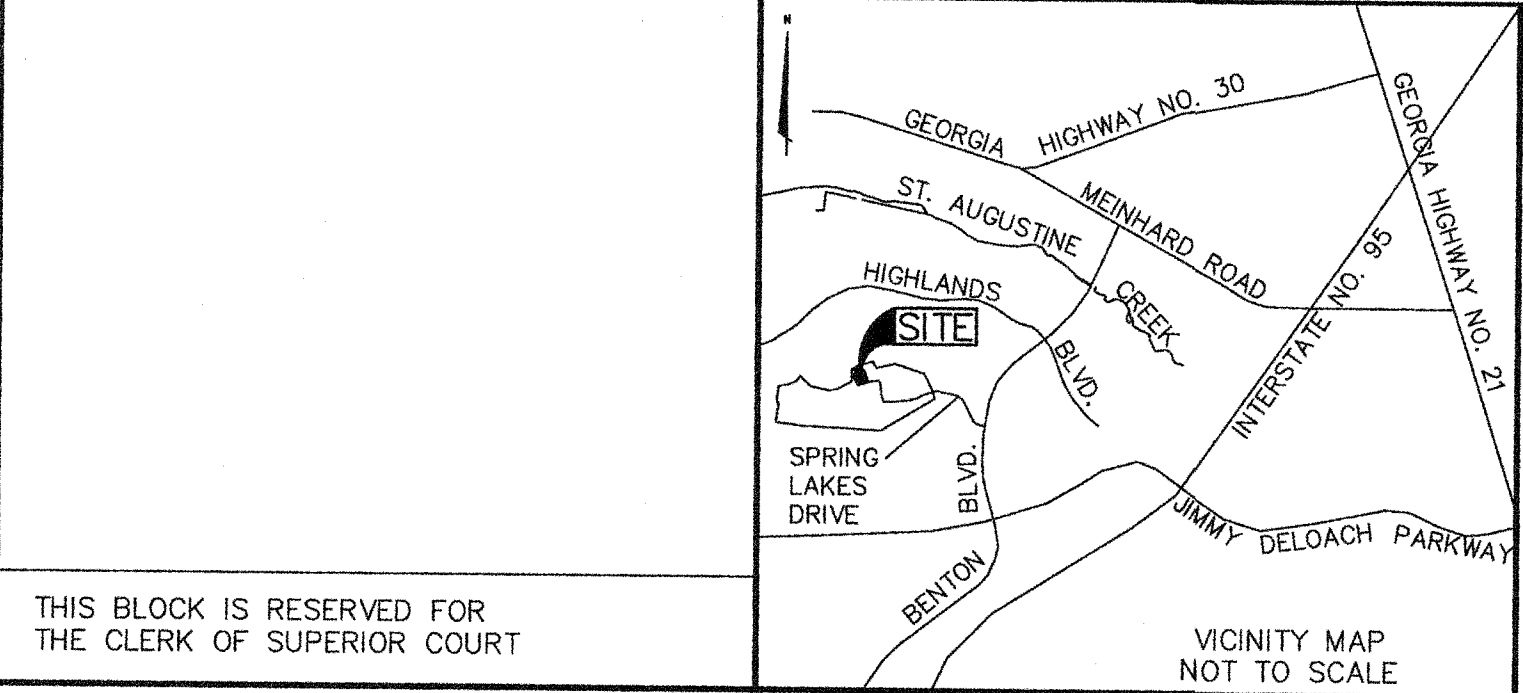 N
GEORGIA HIGHWAY NO. 30
GEORGIA HIGHWAY NO. 21
ST. AUGUSTINE CREEK
MEINHARD ROAD
HIGHLANDS BLVD.
SITE
INTERSTATE NO. 95
SPRING
LAKES
DRIVE
BENTON BLVD.
JIMMY DELOACH PARKWAY
THIS BLOCK IS RESERVED FOR
THE CLERK OF SUPERIOR COURT
VICINITY MAP
NOT TO SCALE